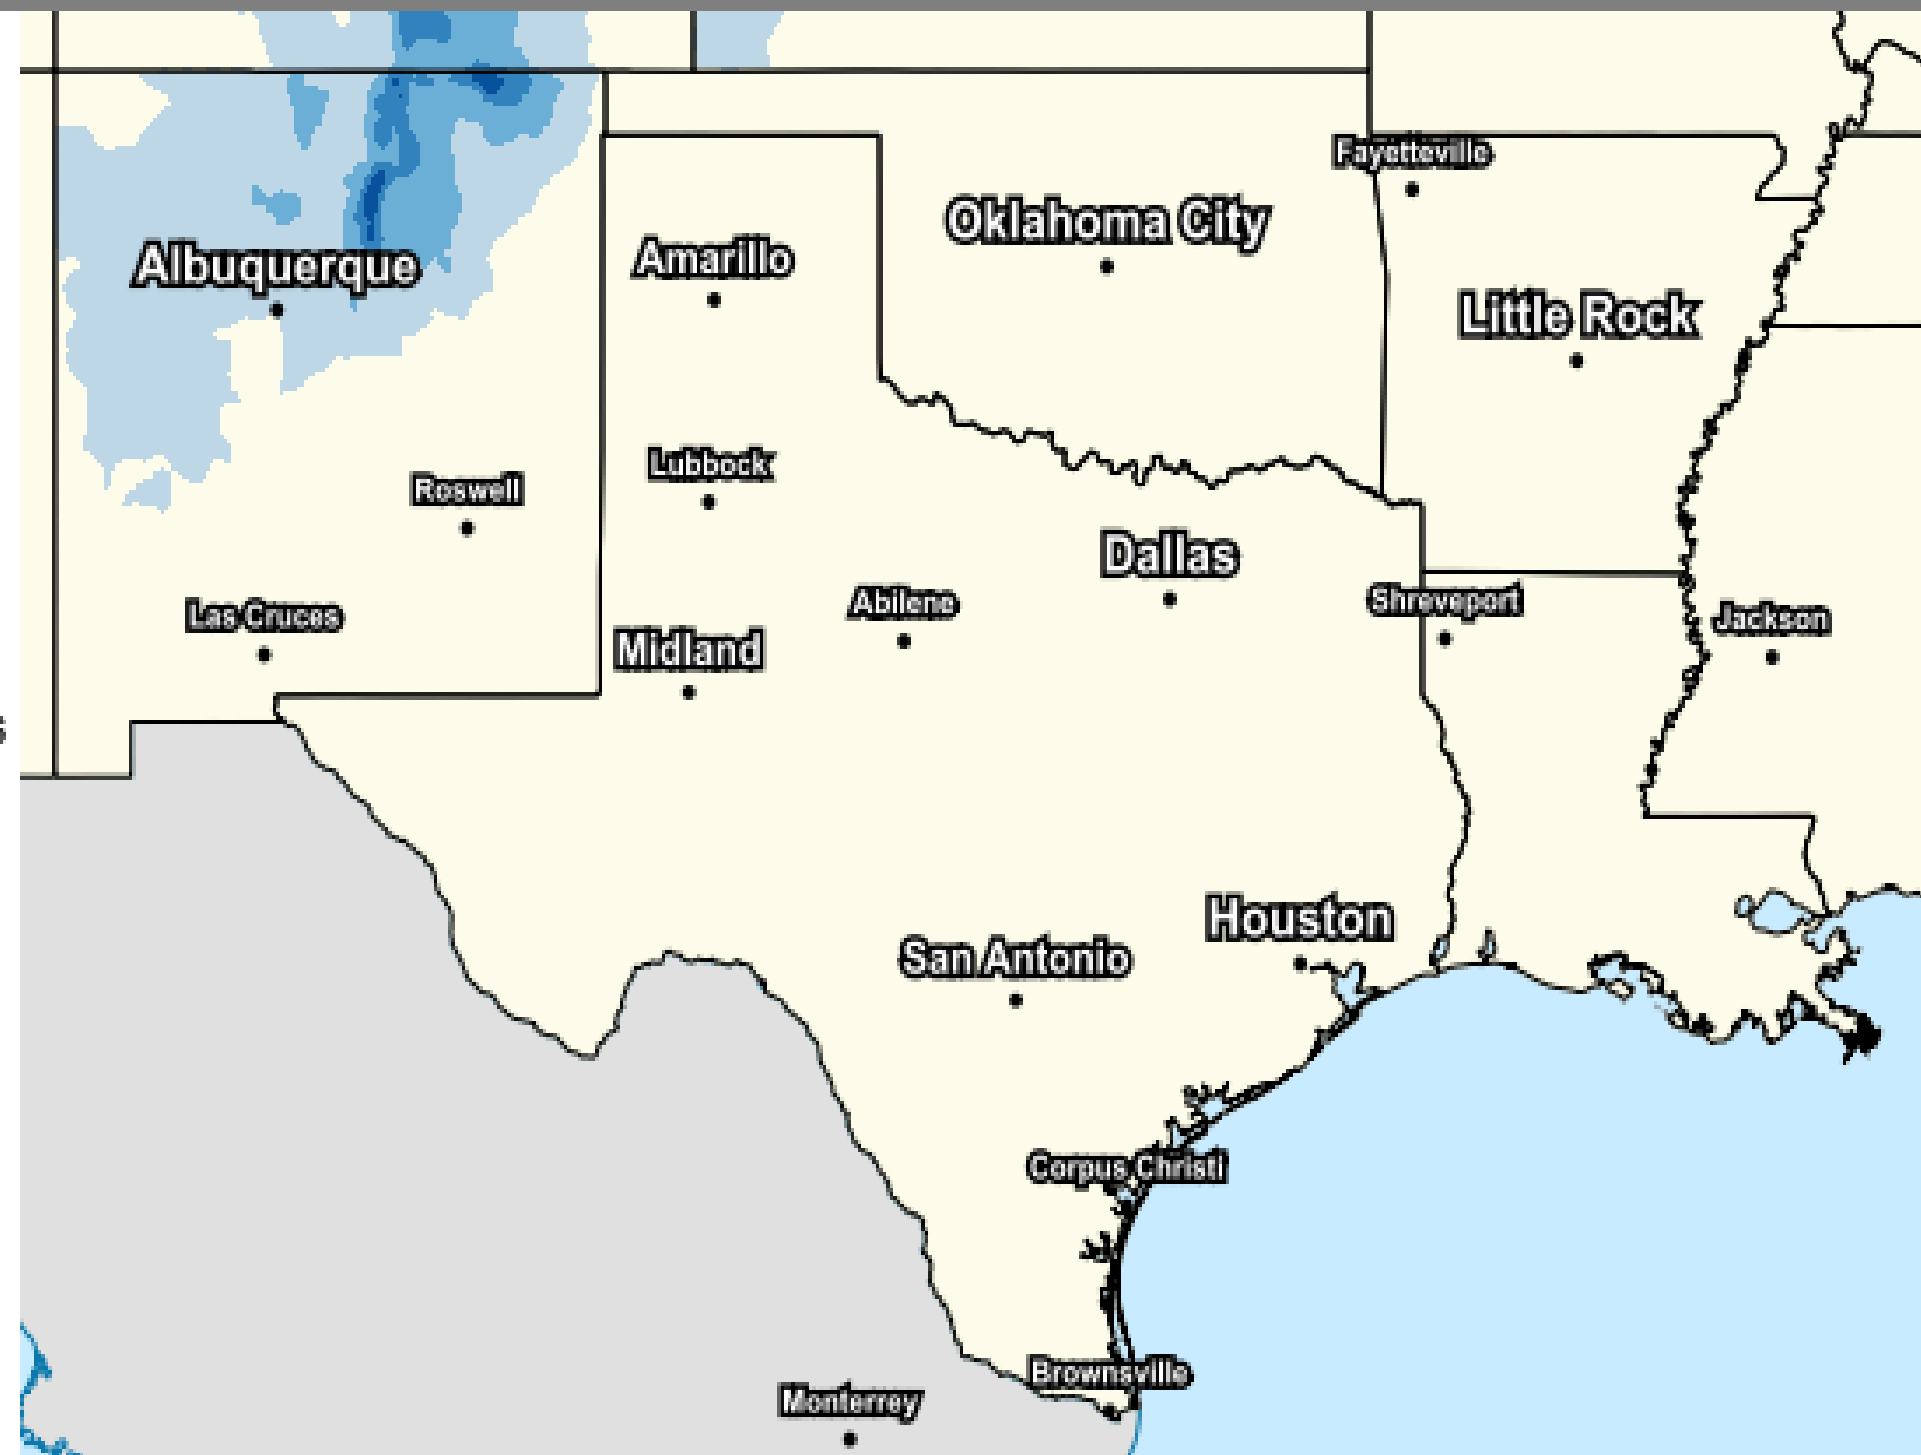 Fayetteville
Oklahoma City
Albuquerque
Amarillo
Little Rock
Lubbock
Roswell
Dallas
Abilene
Shreveport
Las Cruces
Jackson
Midland
s
Houston
San Antonio
Corpus Christi
Brownsville
Monterrey